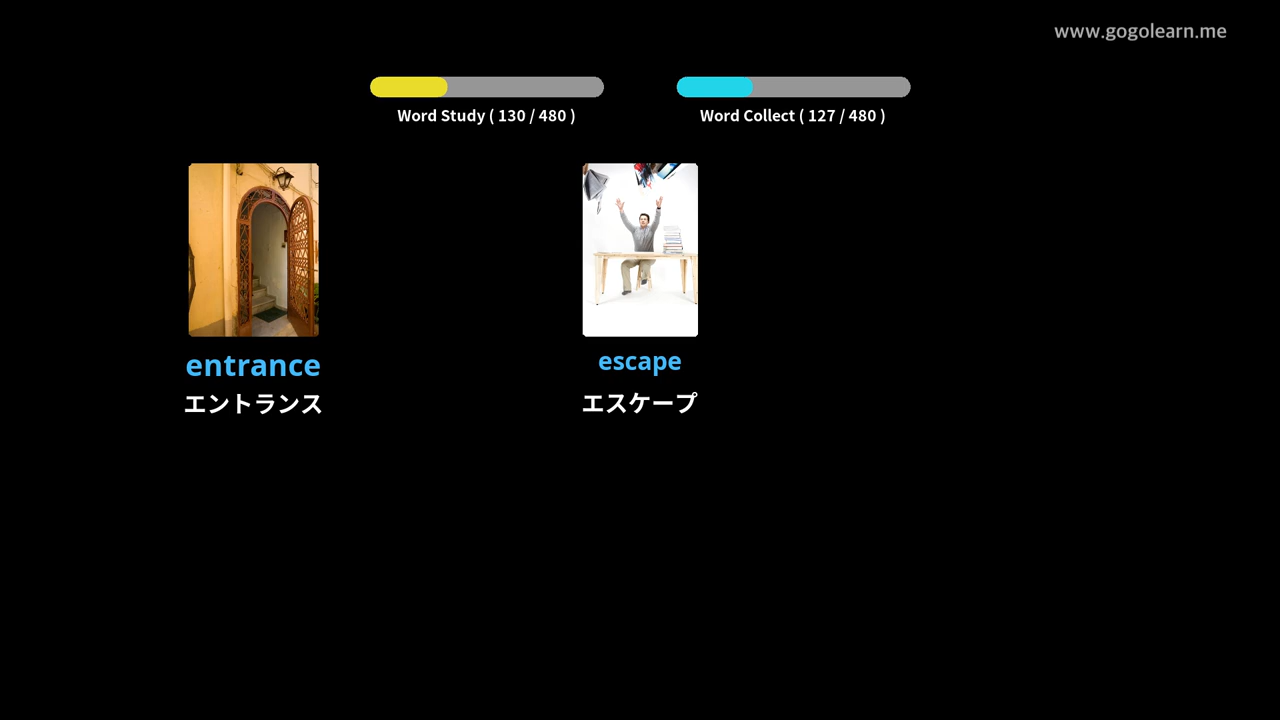 www.gogolearn.me
Word Study ( 130 / 480 )
Word Collect ( 127 / 480 )
entrance
エントランス
escape
エスケープ